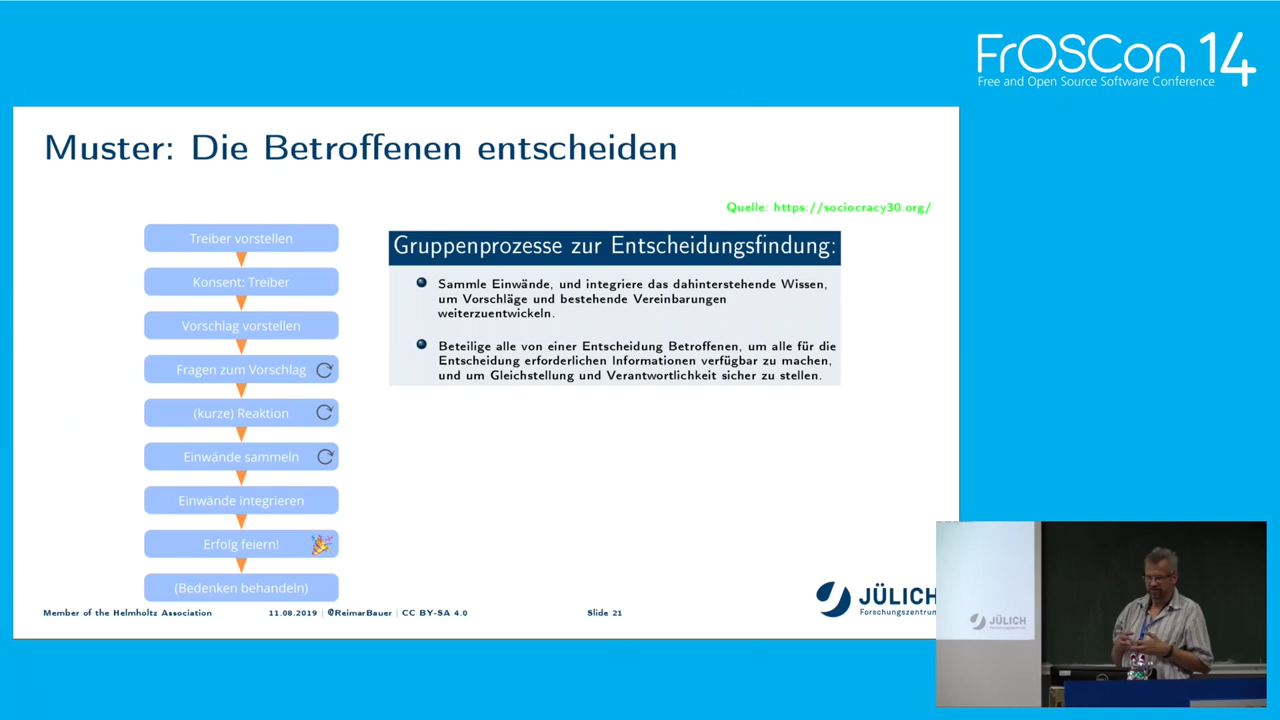 FrOSCon 14
Free and Open Source Software Conference
Muster: Die Betroffenen entscheiden
Quelle: https://sociocracy30.org/
Treiber vorstellen
Konsent: Treiber
Vorschlag vorstellen
Fragen zum Vorschlag
(kurze) Reaktion
Einwände sammeln
Einwände integrieren
Erfolg feiern!
(Bedenken behandeln)
Gruppenprozesse zur Entscheidungsfindung:
Sammle Einwände, und integriere das dahinterstehende Wissen,
um Vorschläge und bestehende Vereinbarungen
weiterzuentwickeln.
Beteilige alle von einer Entscheidung Betroffenen, um alle für die
Entscheidung erforderlichen Informationen verfügbar zu machen,
und um Gleichstellung und Verantwortlichkeit sicher zu stellen.
Member of the Helmholtz Association
11.08.2019 | @ReimarBauer | CC BY-SA 4.0
Slide 21
JÜLICH
Forschungszentrum
JÜLICH